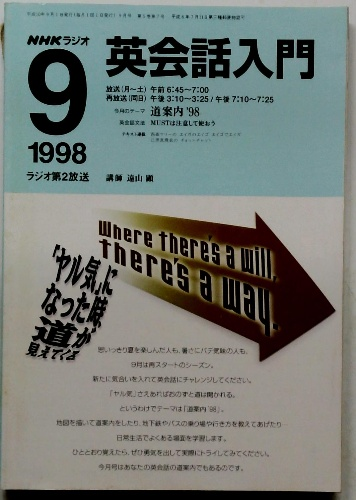 NHKラジオ
英会話入門
9
1998
ラジオ第2放送
放送(月〜土) 午前 6:45〜7:00
再放送(同日) 午後 3:10〜3:25 / 午後 7:10〜7:25
今月のテーマ 道案内'98
英会話文法 MUSTは注意して使おう
テキスト連載
講師 遠山 顕
Where there's a will,
there's a way.
「ヤル気」に
なった時、
道が
見えてくる
思いっきり夏を楽しんだ人も、暑さにバテ気味の人も、
9月は再スタートのシーズン。
新たに気合いを入れて英会話にチャレンジしてください。
「ヤル気」さえあれば おのずと道は開かれる。
というわけでテーマは「道案内'98」。
地図を描いて道案内をしたり、地下鉄やバスの乗り場や行き方を教えてあげたり
日常生活でよくある場面を学習します。
ひととおり覚えたら、ぜひ勇気を出して実際にトライしてみてください。
今月号はあなたの英会話の道案内でもあるのです。